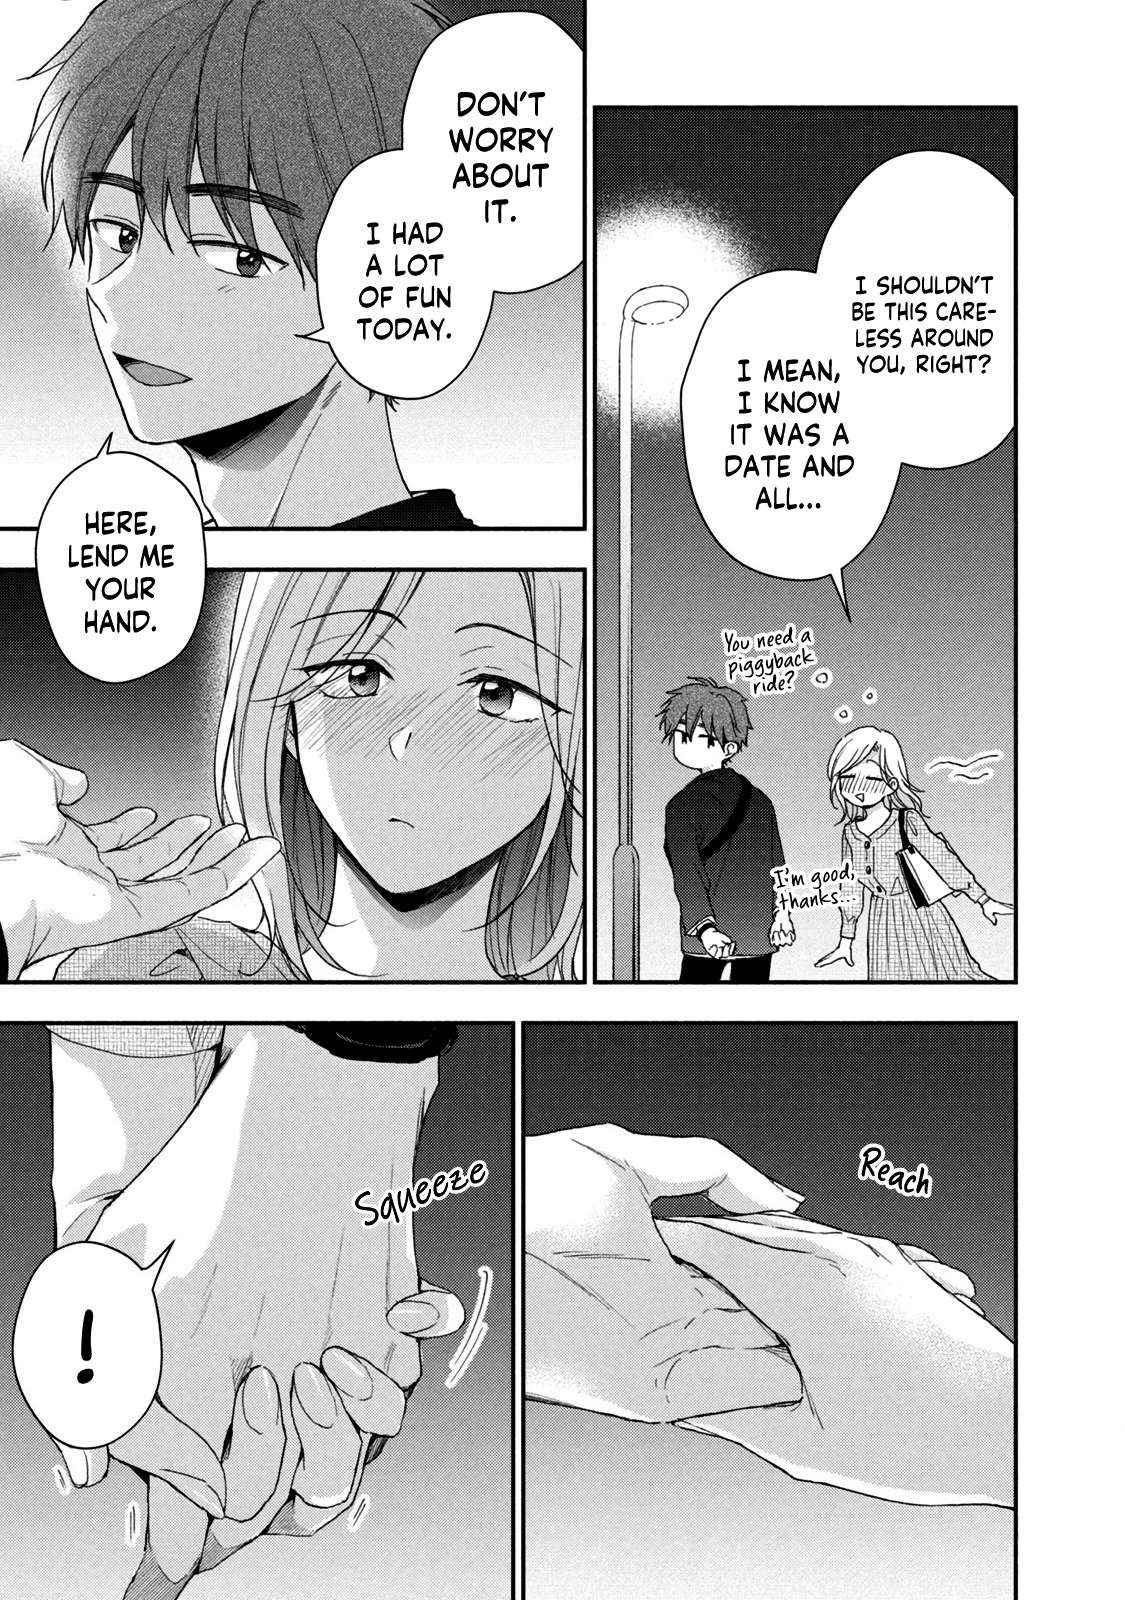 I SHOULDN'T
BE THIS CARE-
LESS AROUND
YOU, RIGHT?
I MEAN,
I KNOW
IT WAS A
DATE AND
ALL...
You need a
piggyback
ride?
I'm good,
thanks...
DON'T
WORRY
ABOUT
IT.
I HAD
A LOT
OF FUN
TODAY.
HERE,
LEND ME
YOUR
HAND.
Reach
Squeeze
!